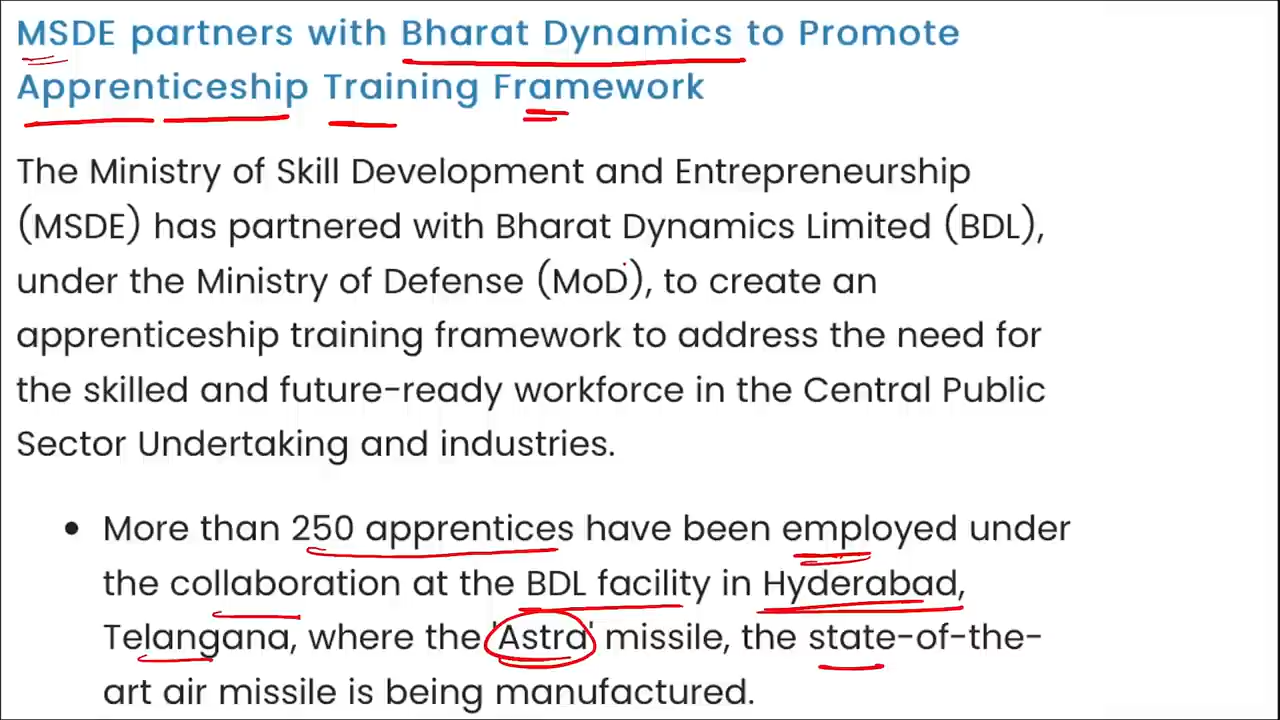 MSDE partners with Bharat Dynamics to Promote
Apprenticeship Training Framework
The Ministry of Skill Development and Entrepreneurship
(MSDE) has partnered with Bharat Dynamics Limited (BDL),
under the Ministry of Defense (MoD), to create an
apprenticeship training framework to address the need for
the skilled and future-ready workforce in the Central Public
Sector Undertaking and industries.
• More than 250 apprentices have been employed under
the collaboration at the BDL facility in Hyderabad,
Telangana, where the 'Astra' missile, the state-of-the-
art air missile is being manufactured.